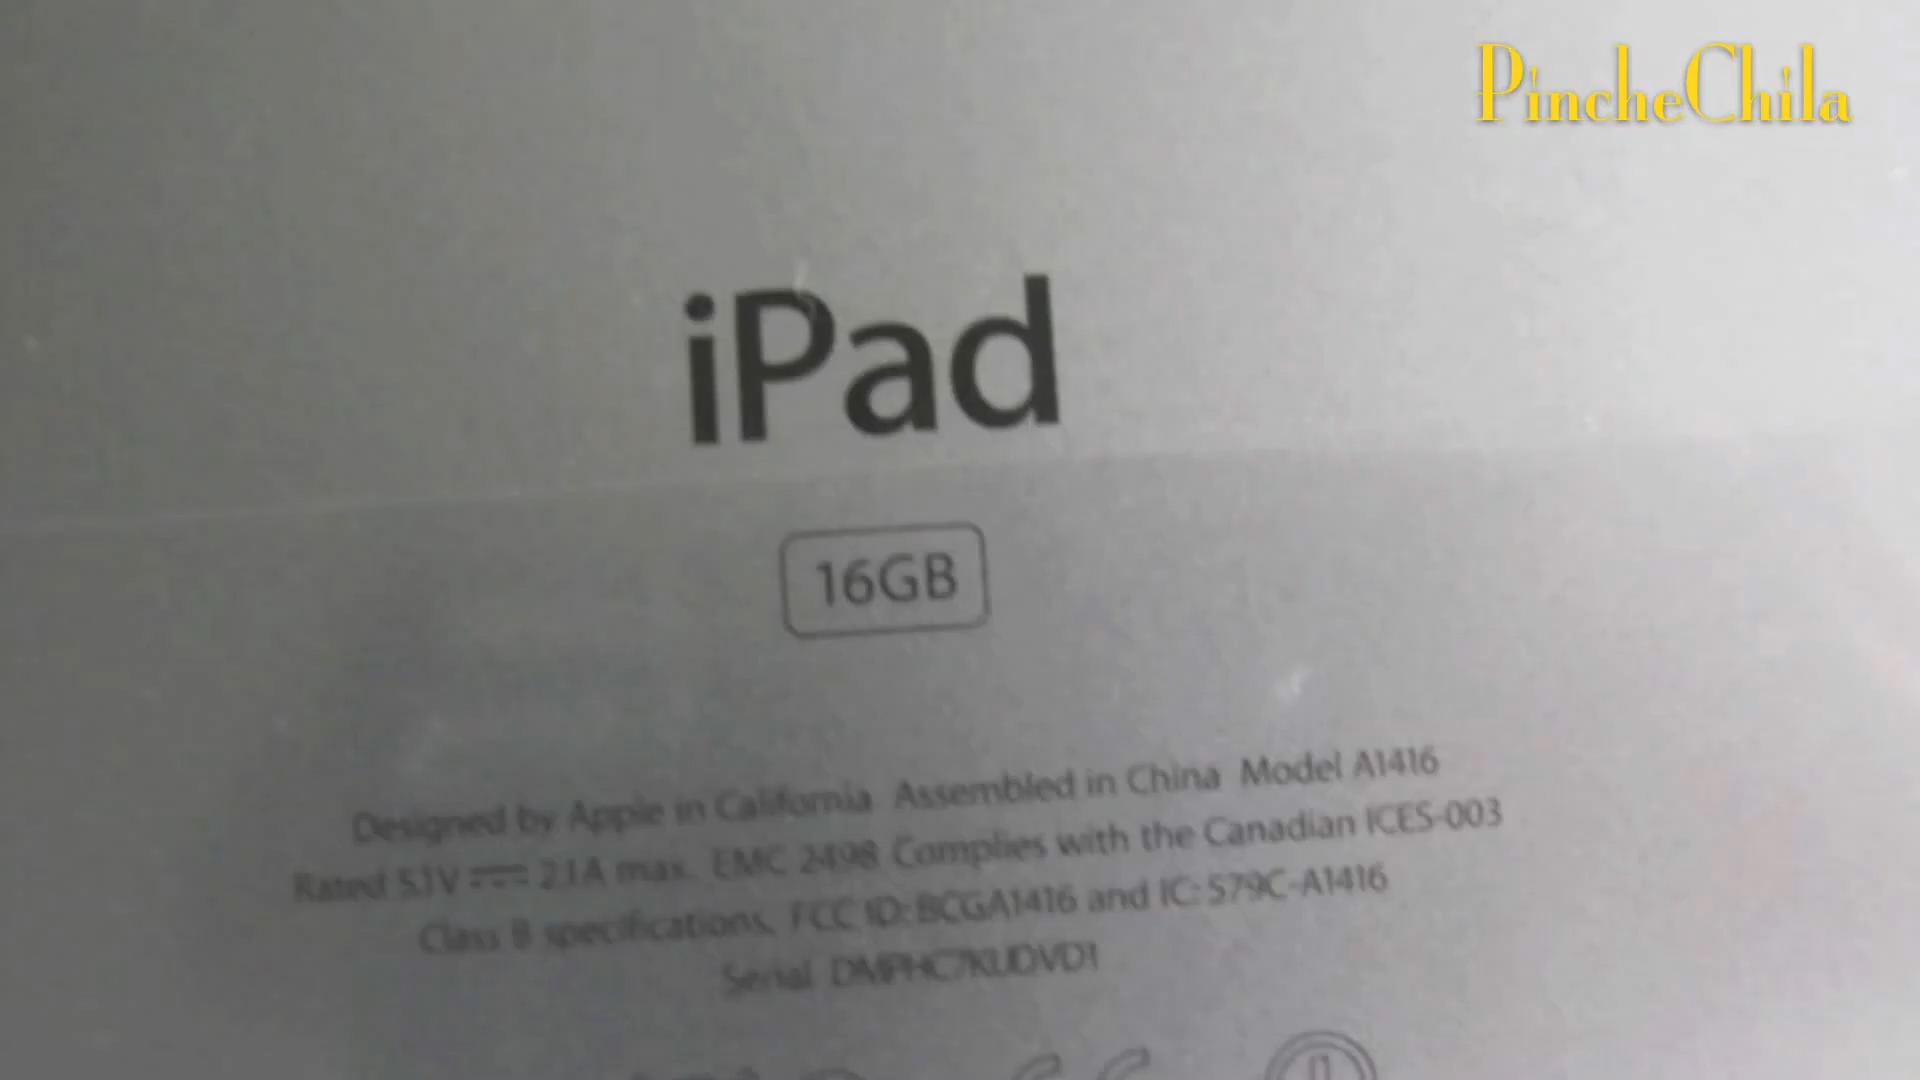 PincheChila
iPad
16GB
Designed by Apple in California Assembled in China Model A1416
Rated 5.1V 2.1A max. EMC 2498 Complies with the Canadian ICES-003
Class B specifications. FCC ID: BCGA1416 and IC: 579C-A1416
Serial DMPHC7KUDVD1